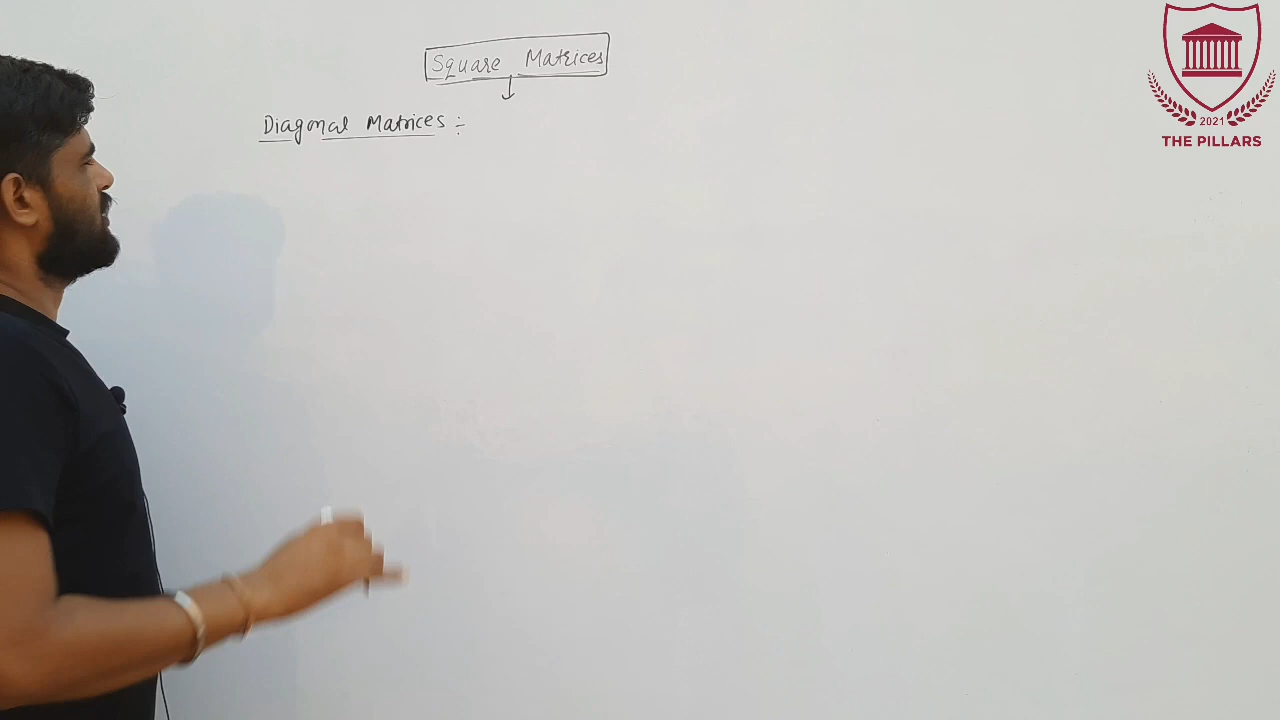 Square Matrices
Diagonal Matrices ÷
2021
THE PILLARS